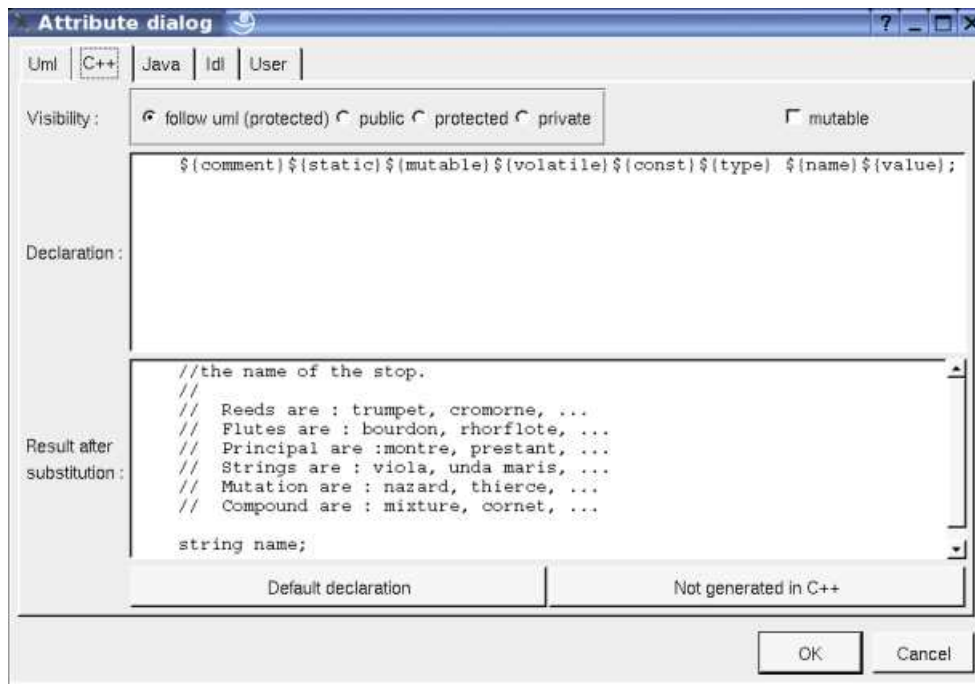 Attribute dialog
Uml C++ Java Idl User
Visibility : follow uml (protected) public protected private mutable
${comment}${static}${mutable}${volatile}${const}${type} ${name}${value};
Declaration :
//the name of the stop.
//
// Reeds are : trumpet, cromorne, ...
// Flutes are : bourdon, rhorflote, ...
// Principal are :montre, prestant, ...
// Strings are : viola, unda maris, ...
// Mutation are : nazard, thierce, ...
// Compound are : mixture, cornet, ...
string name;
Result after
substitution :
Default declaration Not generated in C++
OK Cancel